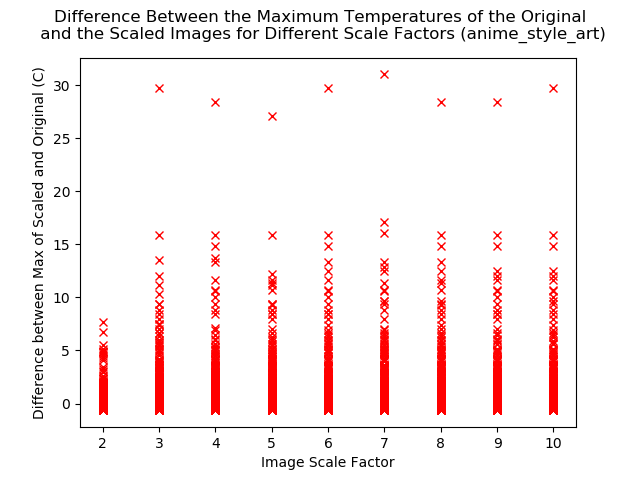 Difference Between the Maximum Temperatures of the Original
and the Scaled Images for Different Scale Factors (anime_style_art)
Difference between Max of Scaled and Original (C)
30
25
20
15
10
5
0
2 3 4 5 6 7 8 9 10
Image Scale Factor